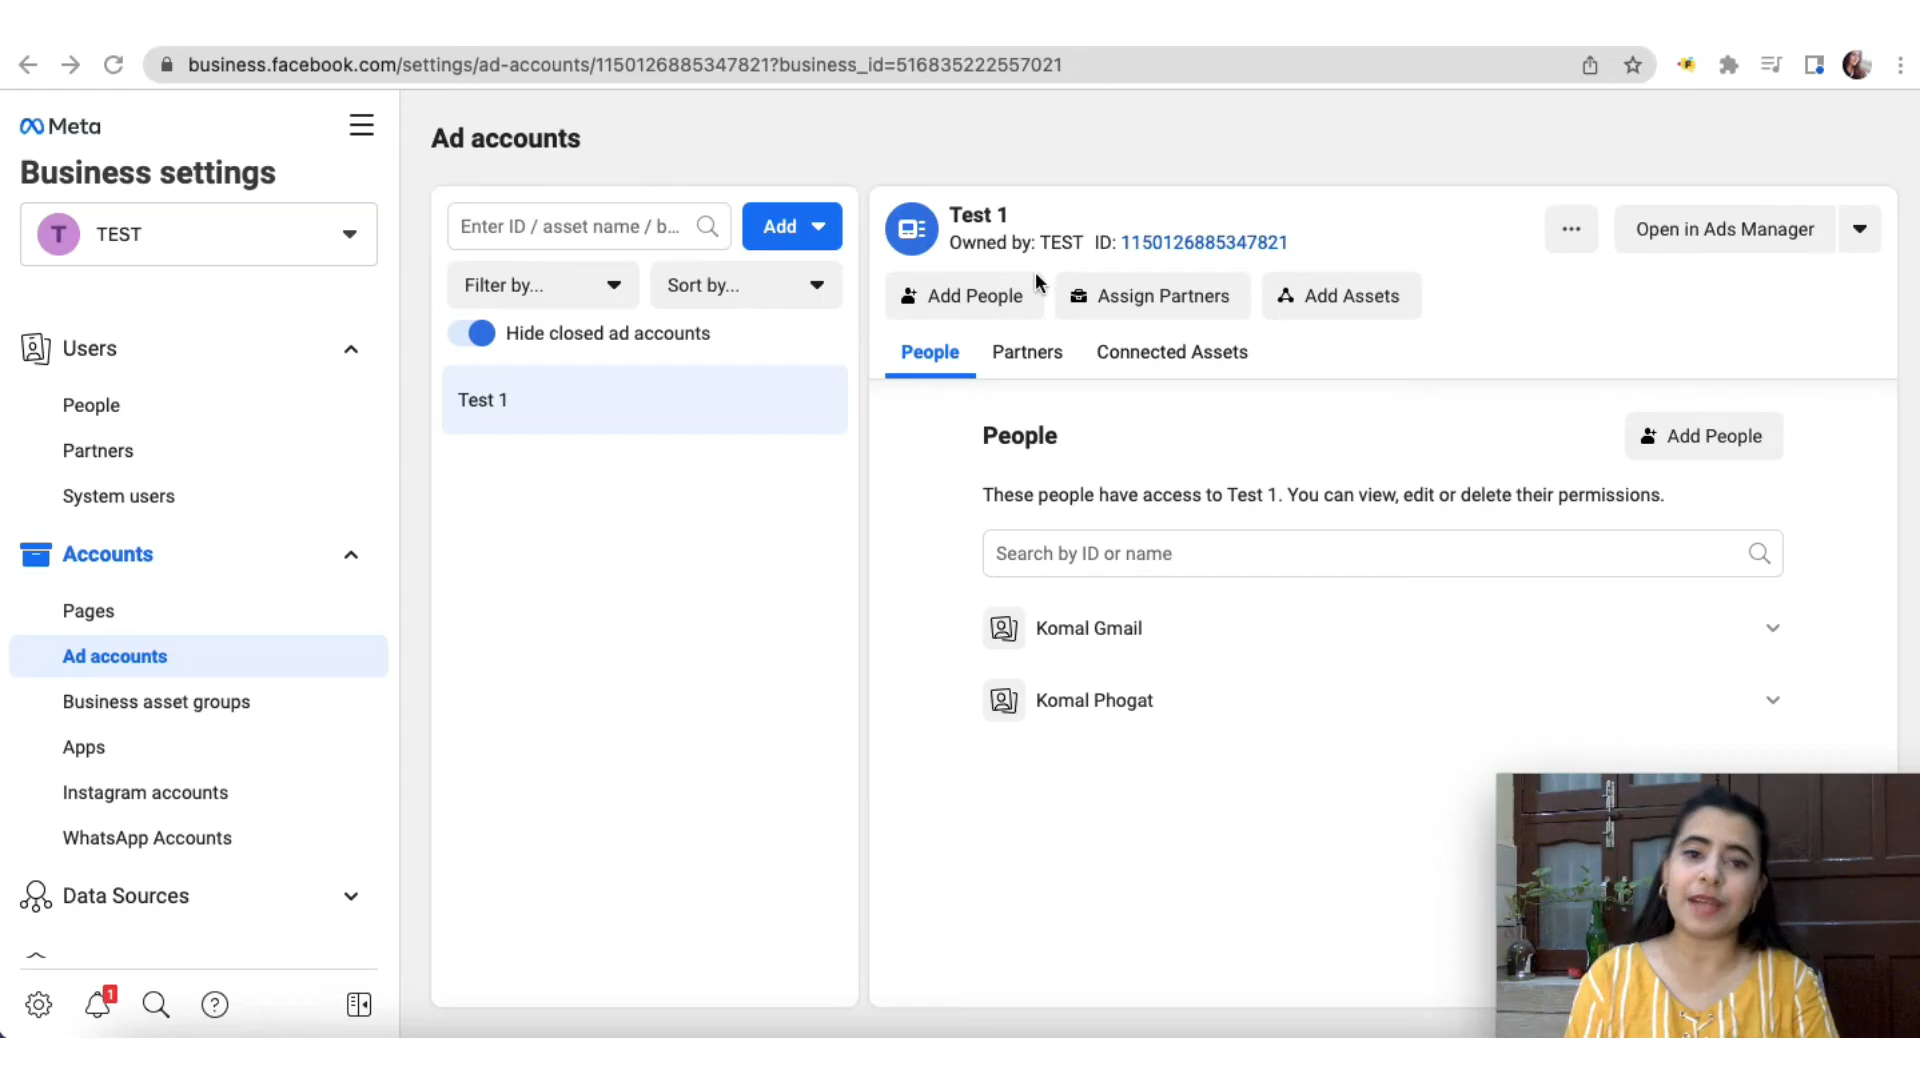 business.facebook.com/settings/ad-accounts/1150126885347821?business_id=516835222557021
Meta
Business settings
T TEST
Users
People
Partners
System users
Accounts
Pages
Ad accounts
Business asset groups
Apps
Instagram accounts
WhatsApp Accounts
Data Sources
1
Ad accounts
Enter ID / asset name / b...
Add
Filter by...
Sort by...
Hide closed ad accounts
Test 1
Test 1
Owned by: TEST ID: 1150126885347821
... Open in Ads Manager
Add People
Assign Partners
Add Assets
People
Partners
Connected Assets
People
Add People
These people have access to Test 1. You can view, edit or delete their permissions.
Search by ID or name
Komal Gmail
Komal Phogat